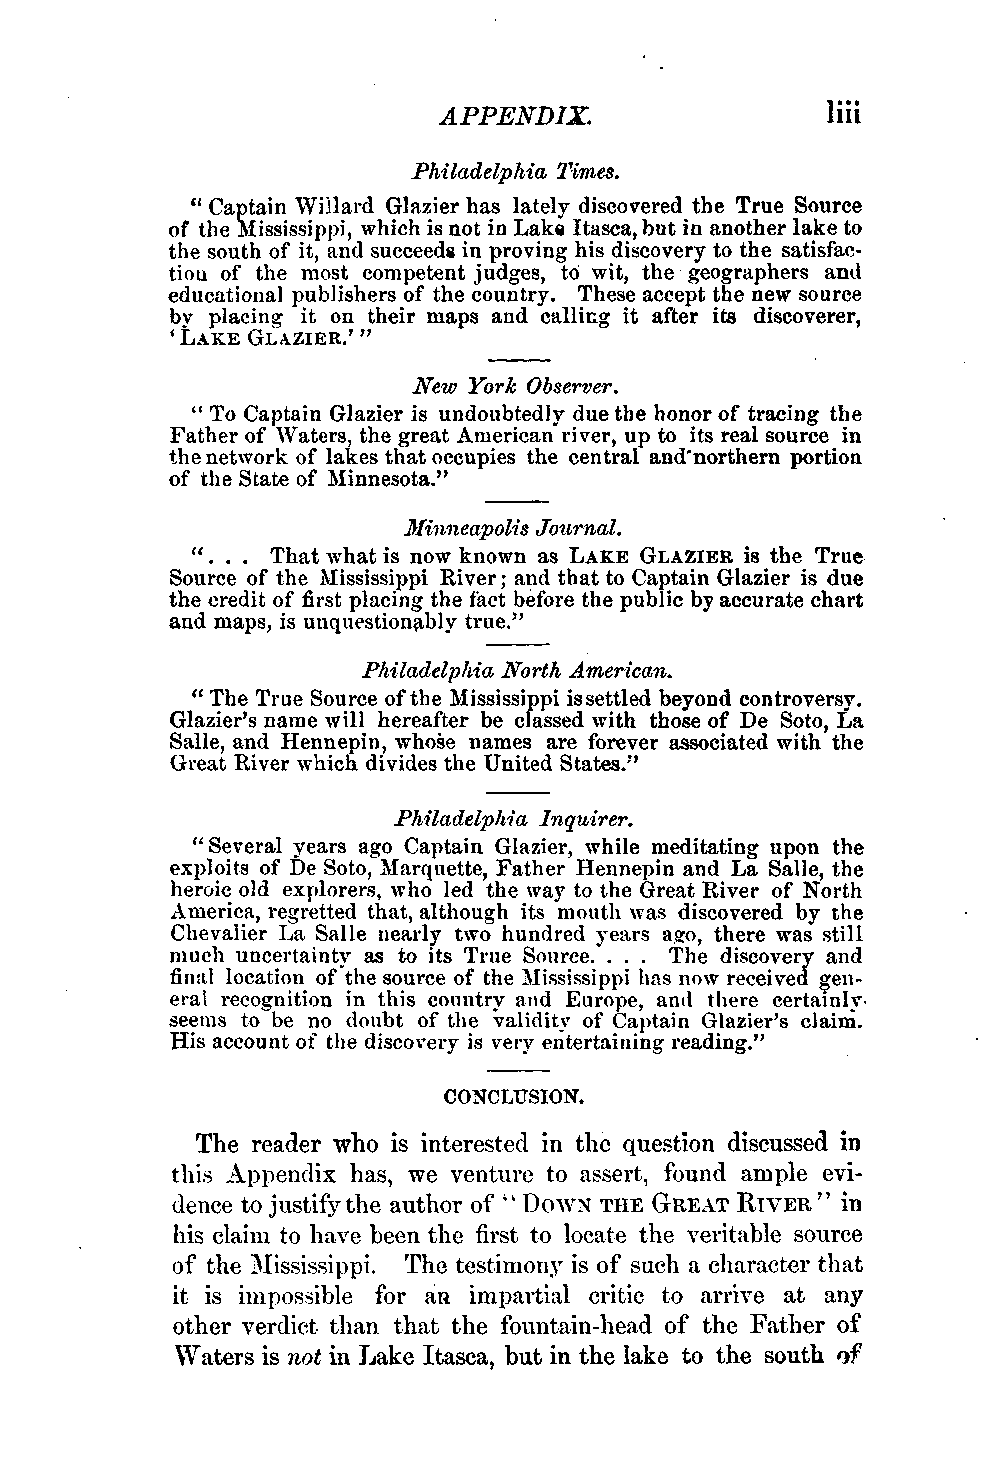 APPENDIX. liii
Philadelphia Times.
“ Captain Willard Glazier has lately discovered the True Source
of the Mississippi, which is not in Lake Itasca, but in another lake to
the south of it, and succeeds in proving his discovery to the satisfac-
tion of the most competent judges, to wit, the geographers and
educational publishers of the country. These accept the new source
by placing it on their maps and calling it after its discoverer,
‘ LAKE GLAZIER.’ ”
New York Observer.
“ To Captain Glazier is undoubtedly due the honor of tracing the
Father of Waters, the great American river, up to its real source in
the network of lakes that occupies the central and northern portion
of the State of Minnesota.”
Minneapolis Journal.
“ . . . That what is now known as LAKE GLAZIER is the True
Source of the Mississippi River; and that to Captain Glazier is due
the credit of first placing the fact before the public by accurate chart
and maps, is unquestionably true.”
Philadelphia North American.
“ The True Source of the Mississippi is settled beyond controversy.
Glazier’s name will hereafter be classed with those of De Soto, La
Salle, and Hennepin, whose names are forever associated with the
Great River which divides the United States.”
Philadelphia Inquirer.
“ Several years ago Captain Glazier, while meditating upon the
exploits of De Soto, Marquette, Father Hennepin and La Salle, the
heroic old explorers, who led the way to the Great River of North
America, regretted that, although its mouth was discovered by the
Chevalier La Salle nearly two hundred years ago, there was still
much uncertainty as to its True Source. . . . The discovery and
final location of the source of the Mississippi has now received gen-
eral recognition in this country and Europe, and there certainly
seems to be no doubt of the validity of Captain Glazier’s claim.
His account of the discovery is very entertaining reading.”
CONCLUSION.
The reader who is interested in the question discussed in
this Appendix has, we venture to assert, found ample evi-
dence to justify the author of “ DOWN THE GREAT RIVER ” in
his claim to have been the first to locate the veritable source
of the Mississippi. The testimony is of such a character that
it is impossible for an impartial critic to arrive at any
other verdict than that the fountain-head of the Father of
Waters is not in Lake Itasca, but in the lake to the south of